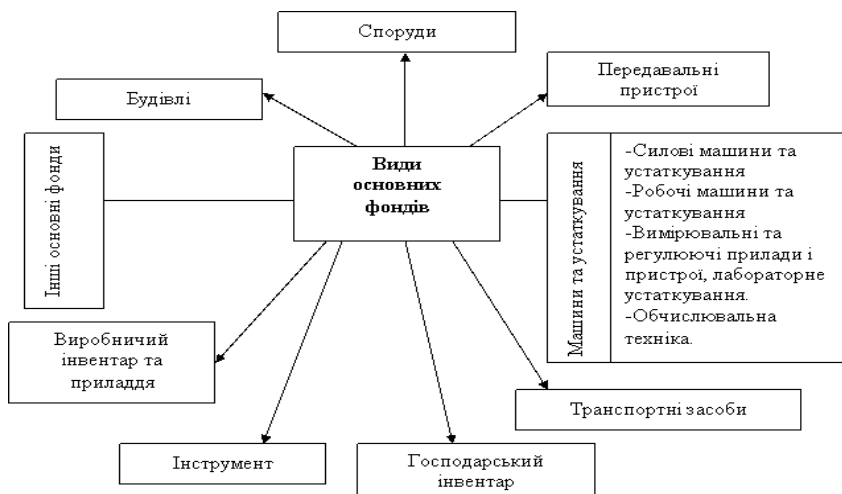 Споруди
Передавальні
пристрої
Будівлі
Види
основних
фондів
Інші основні фонди
Машини та устаткування
-Силові машини та
устаткування
-Робочі машини та
устаткування
-Вимірювальні та
регулюючі прилади і
пристрої, лабораторне
устаткування.
-Обчислювальна
техніка.
Виробничий
інвентар та
приладдя
Транспортні засоби
Інструмент
Господарський
інвентар